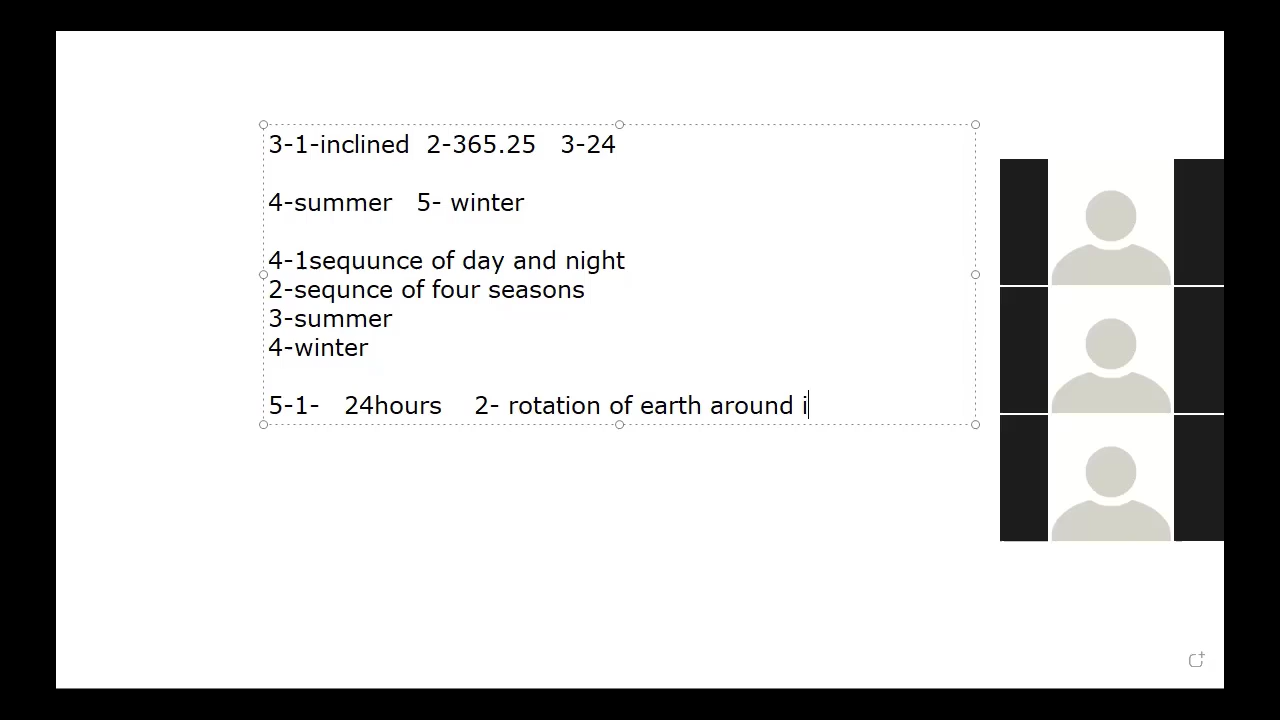 3-1-inclined 2-365.25 3-24
4-summer 5- winter
4-1sequunce of day and night
2-sequnce of four seasons
3-summer
4-winter
5-1- 24hours 2- rotation of earth around i